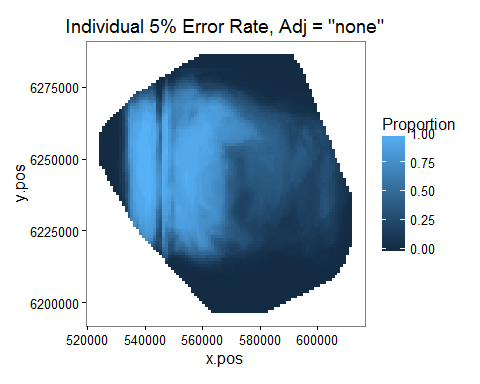 Individual 5% Error Rate, Adj = "none"
6275000
6250000
6225000
6200000
y.pos
520000 540000 560000 580000 600000
x.pos
Proportion
1.00
0.75
0.50
0.25
0.00